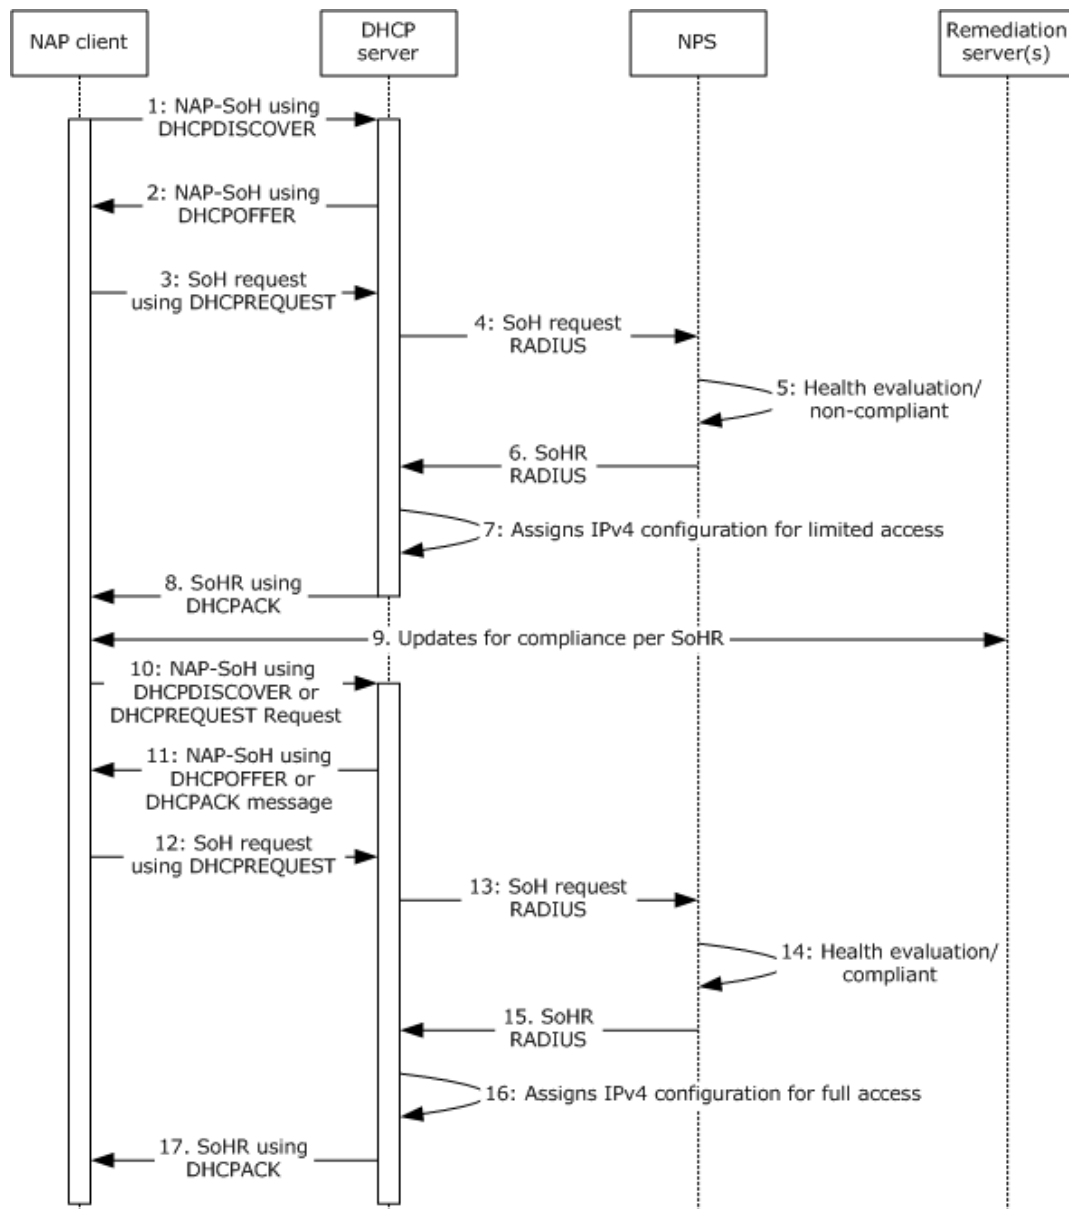 NAP client
DHCP
server
NPS
Remediation
server(s)
1: NAP-SoH using
DHCPDISCOVER
2: NAP-SoH using
DHCPOFFER
3: SoH request
using DHCPREQUEST
4: SoH request
RADIUS
5: Health evaluation/
non-compliant
6. SoHR
RADIUS
7: Assigns IPv4 configuration for limited access
8. SoHR using
DHCPACK
9. Updates for compliance per SoHR
10: NAP-SoH using
DHCPDISCOVER or
DHCPREQUEST Request
11: NAP-SoH using
DHCPOFFER or
DHCPACK message
12: SoH request
using DHCPREQUEST
13: SoH request
RADIUS
14: Health evaluation/
compliant
15. SoHR
RADIUS
16: Assigns IPv4 configuration for full access
17. SoHR using
DHCPACK